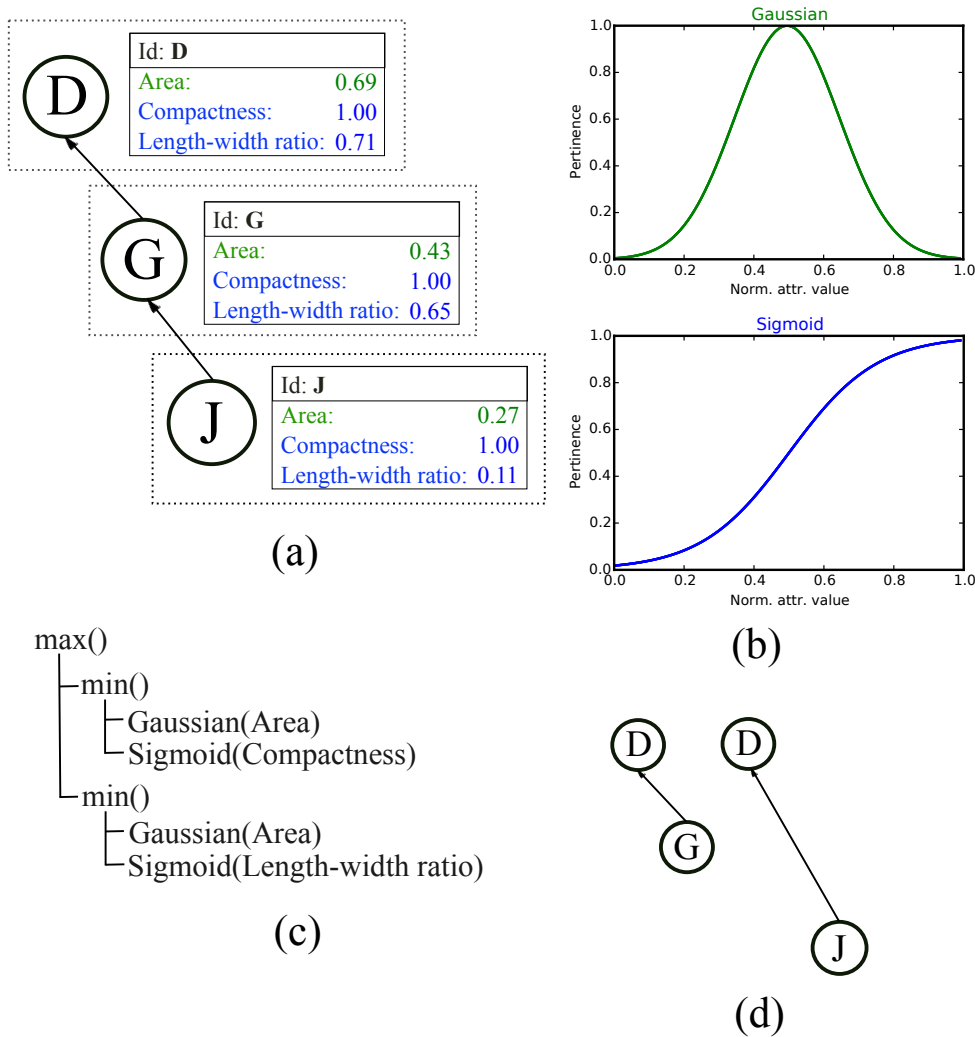 D
Id: D
Area: 0.69
Compactness: 1.00
Length-width ratio: 0.71
G
Id: G
Area: 0.43
Compactness: 1.00
Length-width ratio: 0.65
J
Id: J
Area: 0.27
Compactness: 1.00
Length-width ratio: 0.11
(a)
Gaussian
1.0
0.8
0.6
0.4
0.2
0.0
Pertinence
0.0 0.2 0.4 0.6 0.8 1.0
Norm. attr. value
Sigmoid
1.0
0.8
0.6
0.4
0.2
0.0
Pertinence
0.0 0.2 0.4 0.6 0.8 1.0
Norm. attr. value
(b)
max()
min()
Gaussian(Area)
Sigmoid(Compactness)
min()
Gaussian(Area)
Sigmoid(Length-width ratio)
(c)
D D
G
J
(d)